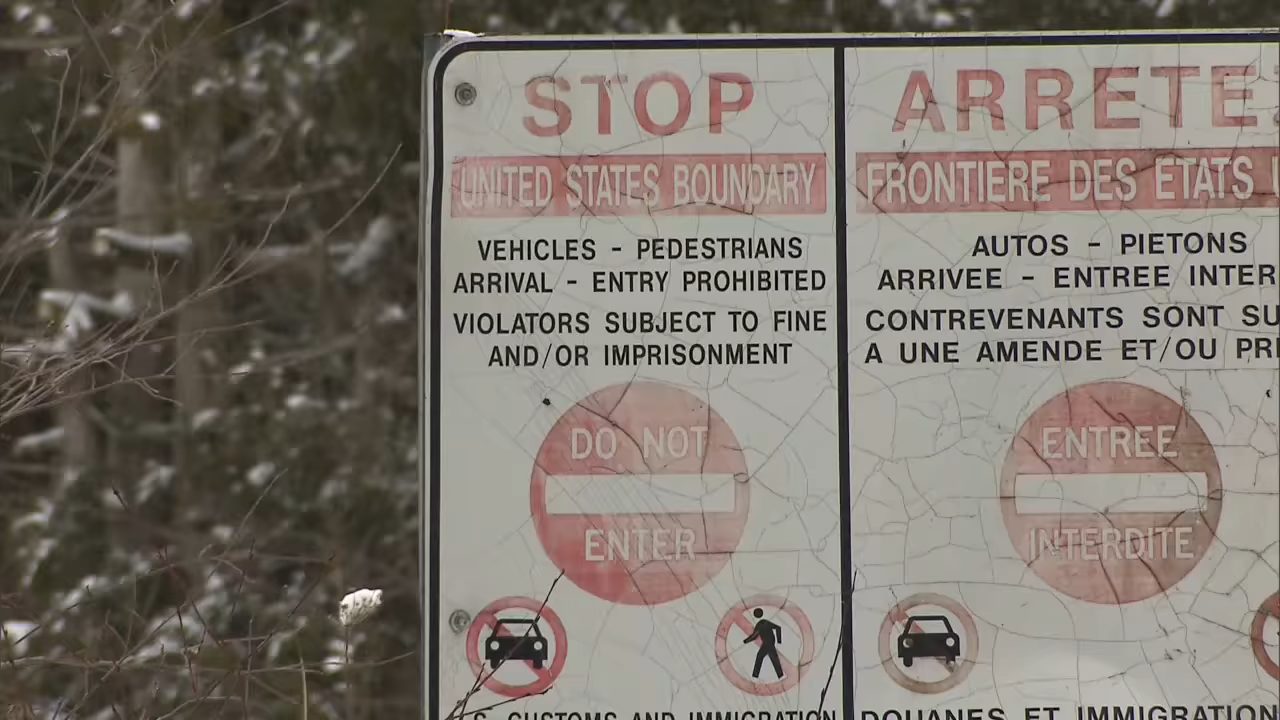 STOP
UNITED STATES BOUNDARY
VEHICLES - PEDESTRIANS
ARRIVAL - ENTRY PROHIBITED
VIOLATORS SUBJECT TO FINE
AND/OR IMPRISONMENT
DO NOT
ENTER
S. CUSTOMS AND IMMIGRATION
ARRETE
FRONTIERE DES ETATS
AUTOS - PIETONS
ARRIVEE - ENTREE INTER
CONTREVENANTS SONT SU
A UNE AMENDE ET/OU PRI
ENTREE
INTERDITE
DOUANES ET IMMIGRATION